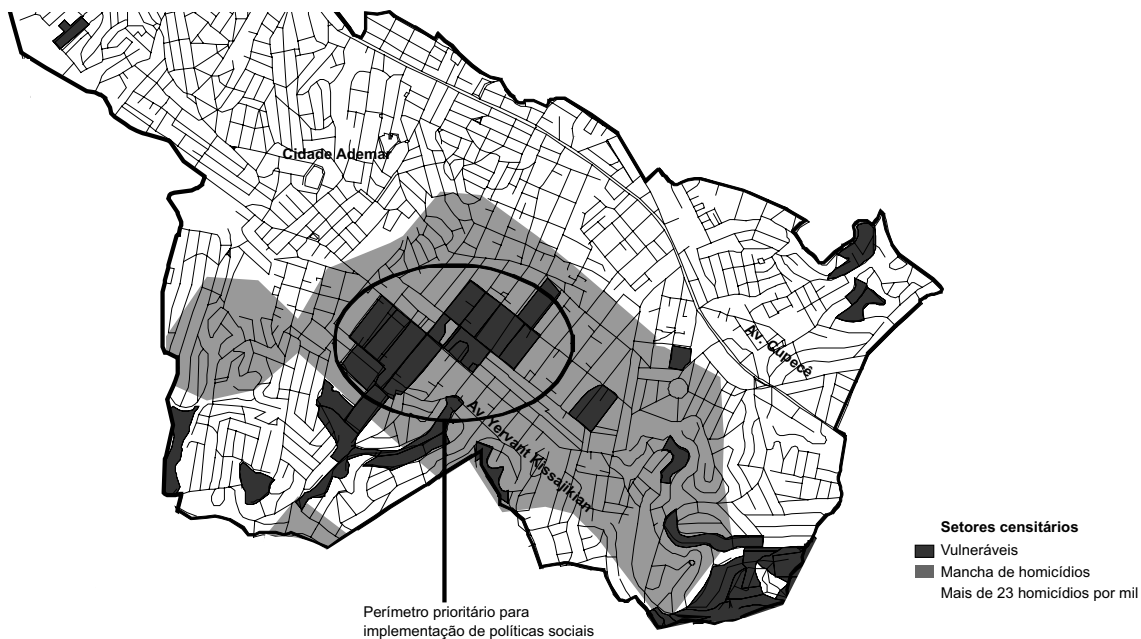 Cidade Ademar
Av. Cupecê
Av. Yervant Kissajikian
Setores censitários
Vulneráveis
Mancha de homicídios
Mais de 23 homicídios por mil
Perímetro prioritário para
implementação de políticas sociais